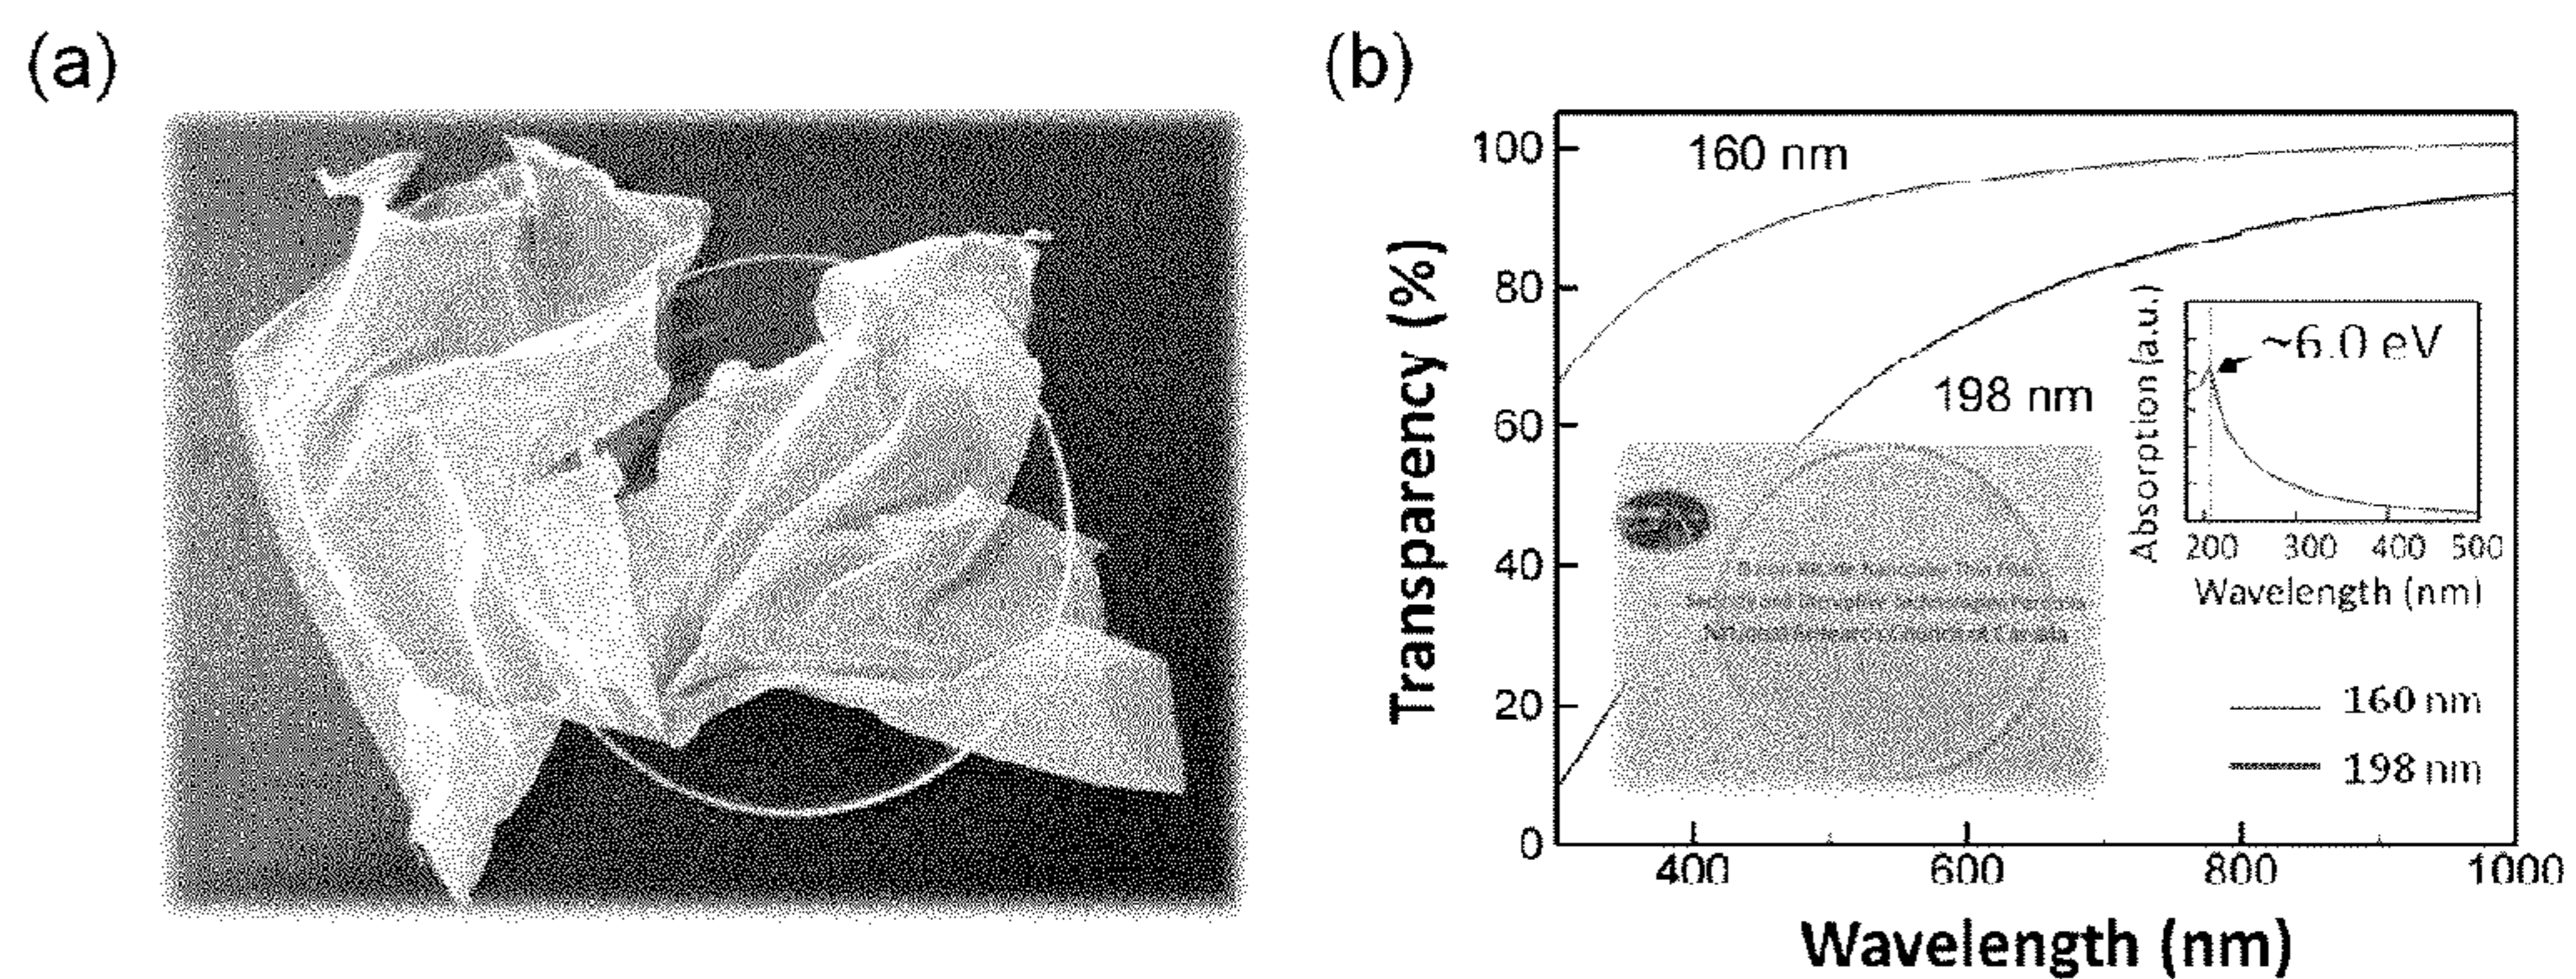 (a)
(b)
100
80
60
40
20
0
Transparency (%)
160 nm
198 nm
~6.0 eV
Absorption (a.u.)
200 300 400 500
Wavelength (nm)
160 nm
198 nm
400 600 800 1000
Wavelength (nm)